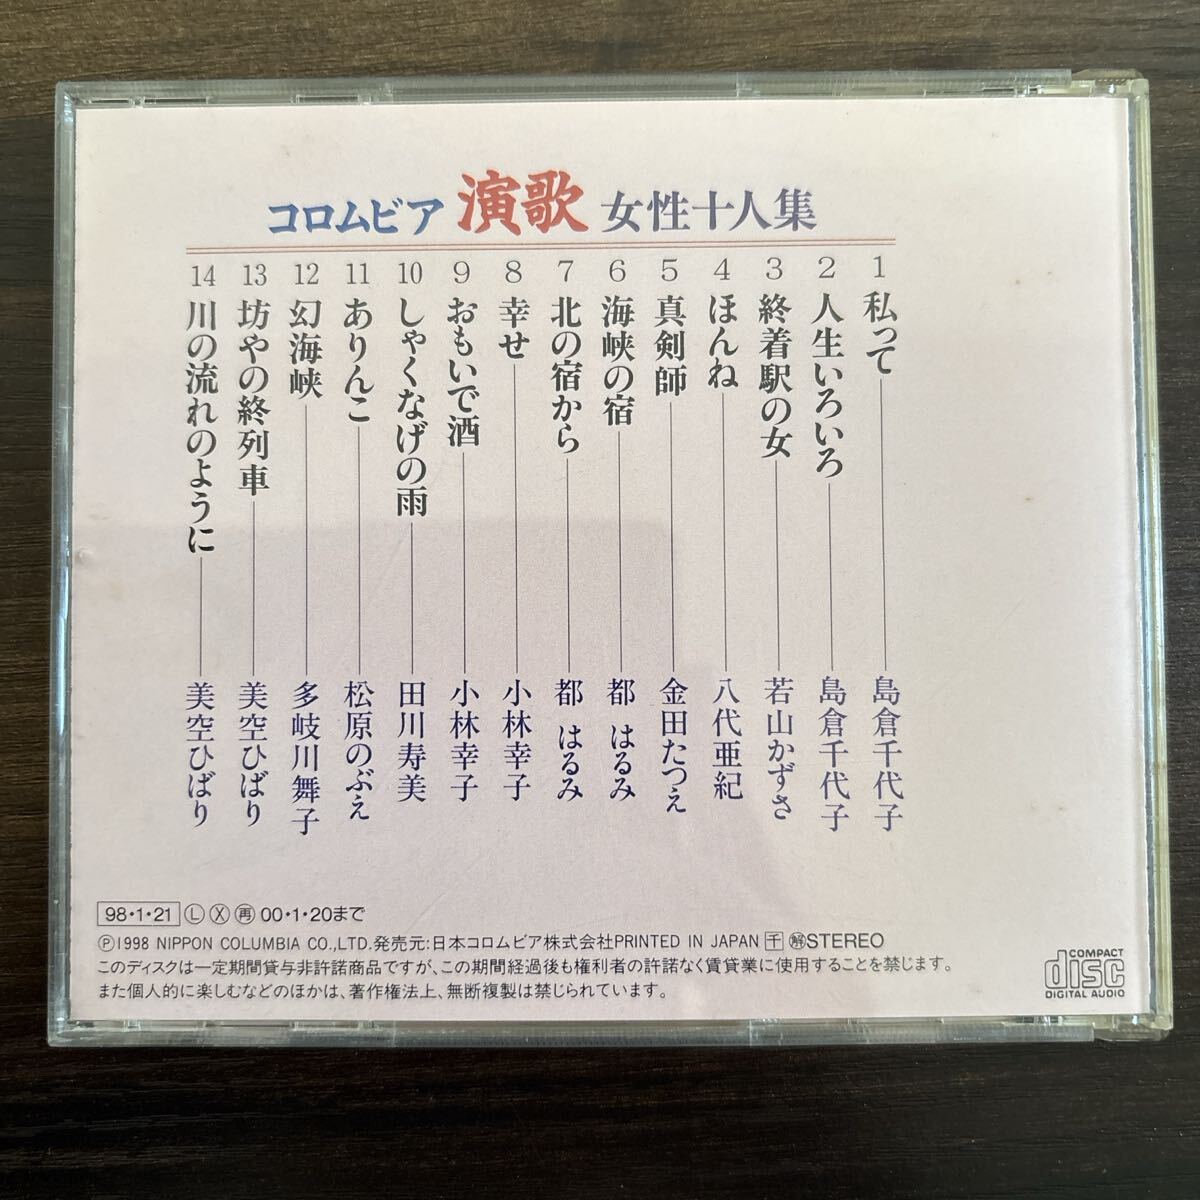 コロムビア 演歌 女性十人集
1 私って 島倉千代子
2 人生いろいろ 島倉千代子
3 終着駅の女 若山かずさ
4 ほんね 八代亜紀
5 真剣師 金田たつえ
6 海峡の宿 都 はるみ
7 北の宿から 都 はるみ
8 幸せ 小林幸子
9 おもいで酒 小林幸子
10 しゃくなげの雨 田川寿美
11 ありんこ 松原のぶえ
12 幻海峡 多岐川舞子
13 坊やの終列車 美空ひばり
14 川の流れのように 美空ひばり
98・1・21 Ⓛ Ⓧ 再 00・1・20まで
Ⓟ1998 NIPPON COLUMBIA CO.,LTD.発売元:日本コロムビア株式会社PRINTED IN JAPAN 千 解 STEREO
このディスクは一定期間貸与非許諾商品ですが、この期間経過後も権利者の許諾なく賃貸業に使用することを禁じます。
また個人的に楽しむなどのほかは、著作権法上、無断複製は禁じられています。
COMPACT
disc
DIGITAL AUDIO